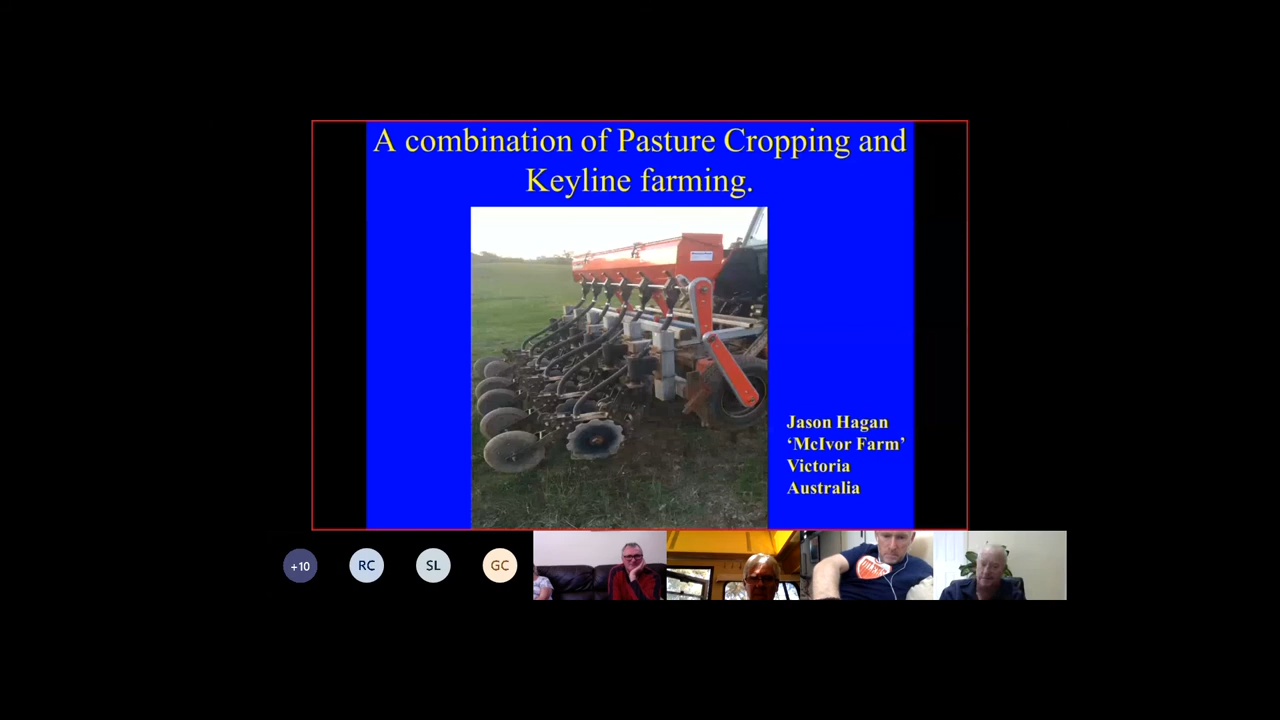 A combination of Pasture Cropping and
Keyline farming.
Jason Hagan
‘McIvor Farm’
Victoria
Australia
+10
RC
SL
GC